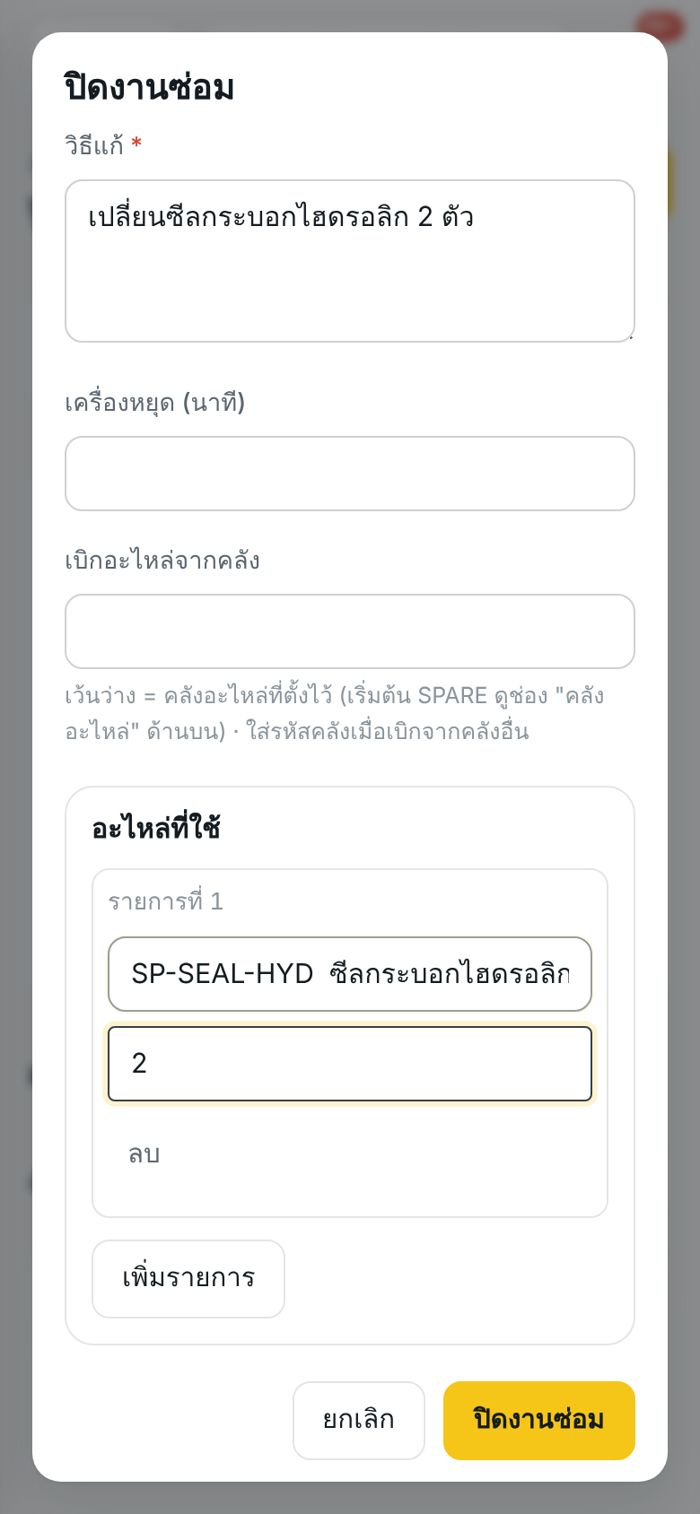 ปิดงานซ่อม
วิธีแก้ *
เปลี่ยนซีลกระบอกไฮดรอลิก 2 ตัว
เครื่องหยุด (นาที)
เบิกอะไหล่จากคลัง
เว้นว่าง = คลังอะไหล่ที่ตั้งไว้ (เริ่มต้น SPARE ดูช่อง "คลัง
อะไหล่" ด้านบน) · ใส่รหัสคลังเมื่อเบิกจากคลังอื่น
อะไหล่ที่ใช้
รายการที่ 1
SP-SEAL-HYD ซีลกระบอกไฮดรอลิก
2
ลบ
เพิ่มรายการ
ยกเลิก
ปิดงานซ่อม